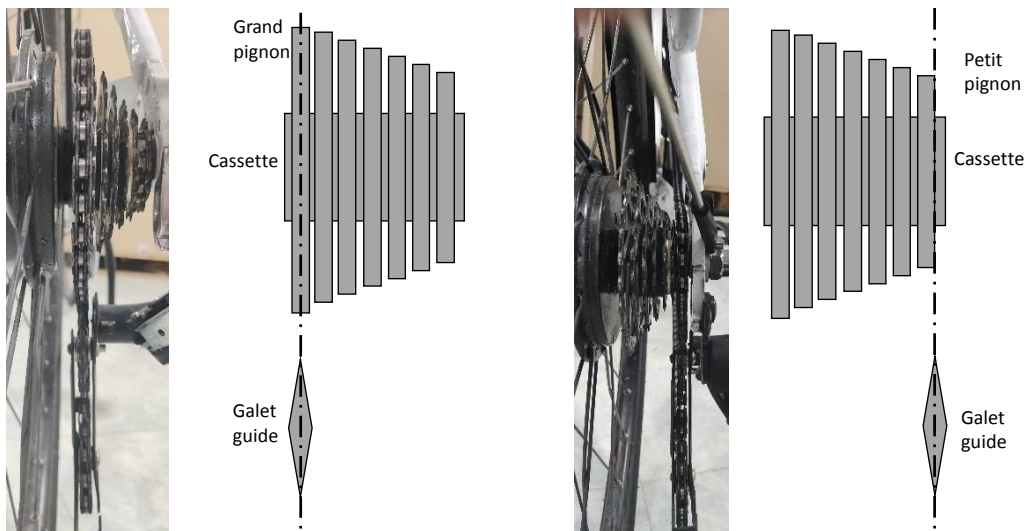 Grand
pignon
Cassette
Galet
guide
Petit
pignon
Cassette
Galet
guide